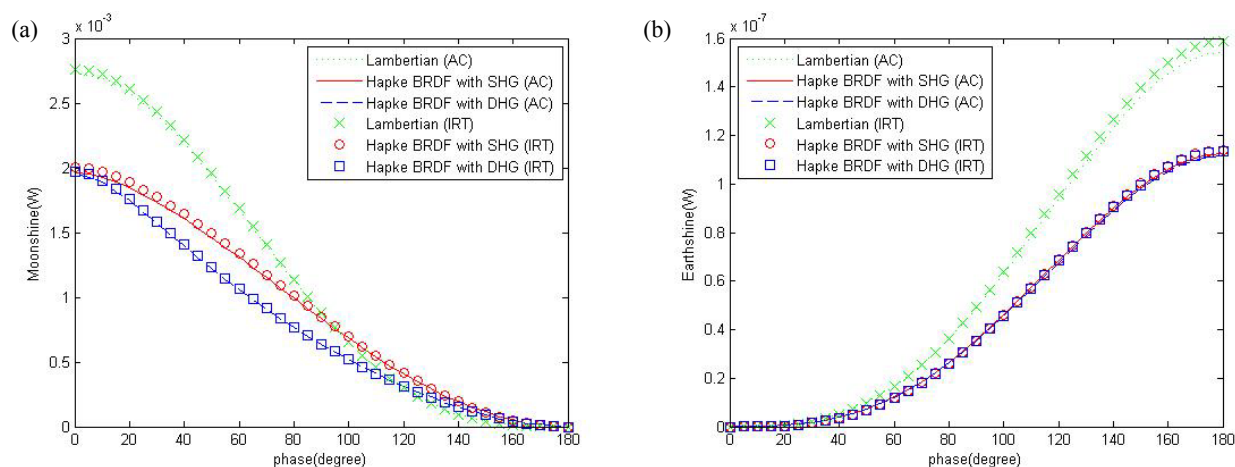 (a)
x 10⁻³
3
2.5
2
1.5
1
0.5
0
Moonshine(W)
Lambertian (AC)
Hapke BRDF with SHG (AC)
Hapke BRDF with DHG (AC)
Lambertian (IRT)
Hapke BRDF with SHG (IRT)
Hapke BRDF with DHG (IRT)
0 20 40 60 80 100 120 140 160 180
phase(degree)
(b)
x 10⁻⁷
1.6
1.4
1.2
1
0.8
0.6
0.4
0.2
0
Earthshine(W)
Lambertian (AC)
Hapke BRDF with SHG (AC)
Hapke BRDF with DHG (AC)
Lambertian (IRT)
Hapke BRDF with SHG (IRT)
Hapke BRDF with DHG (IRT)
0 20 40 60 80 100 120 140 160 180
phase(degree)